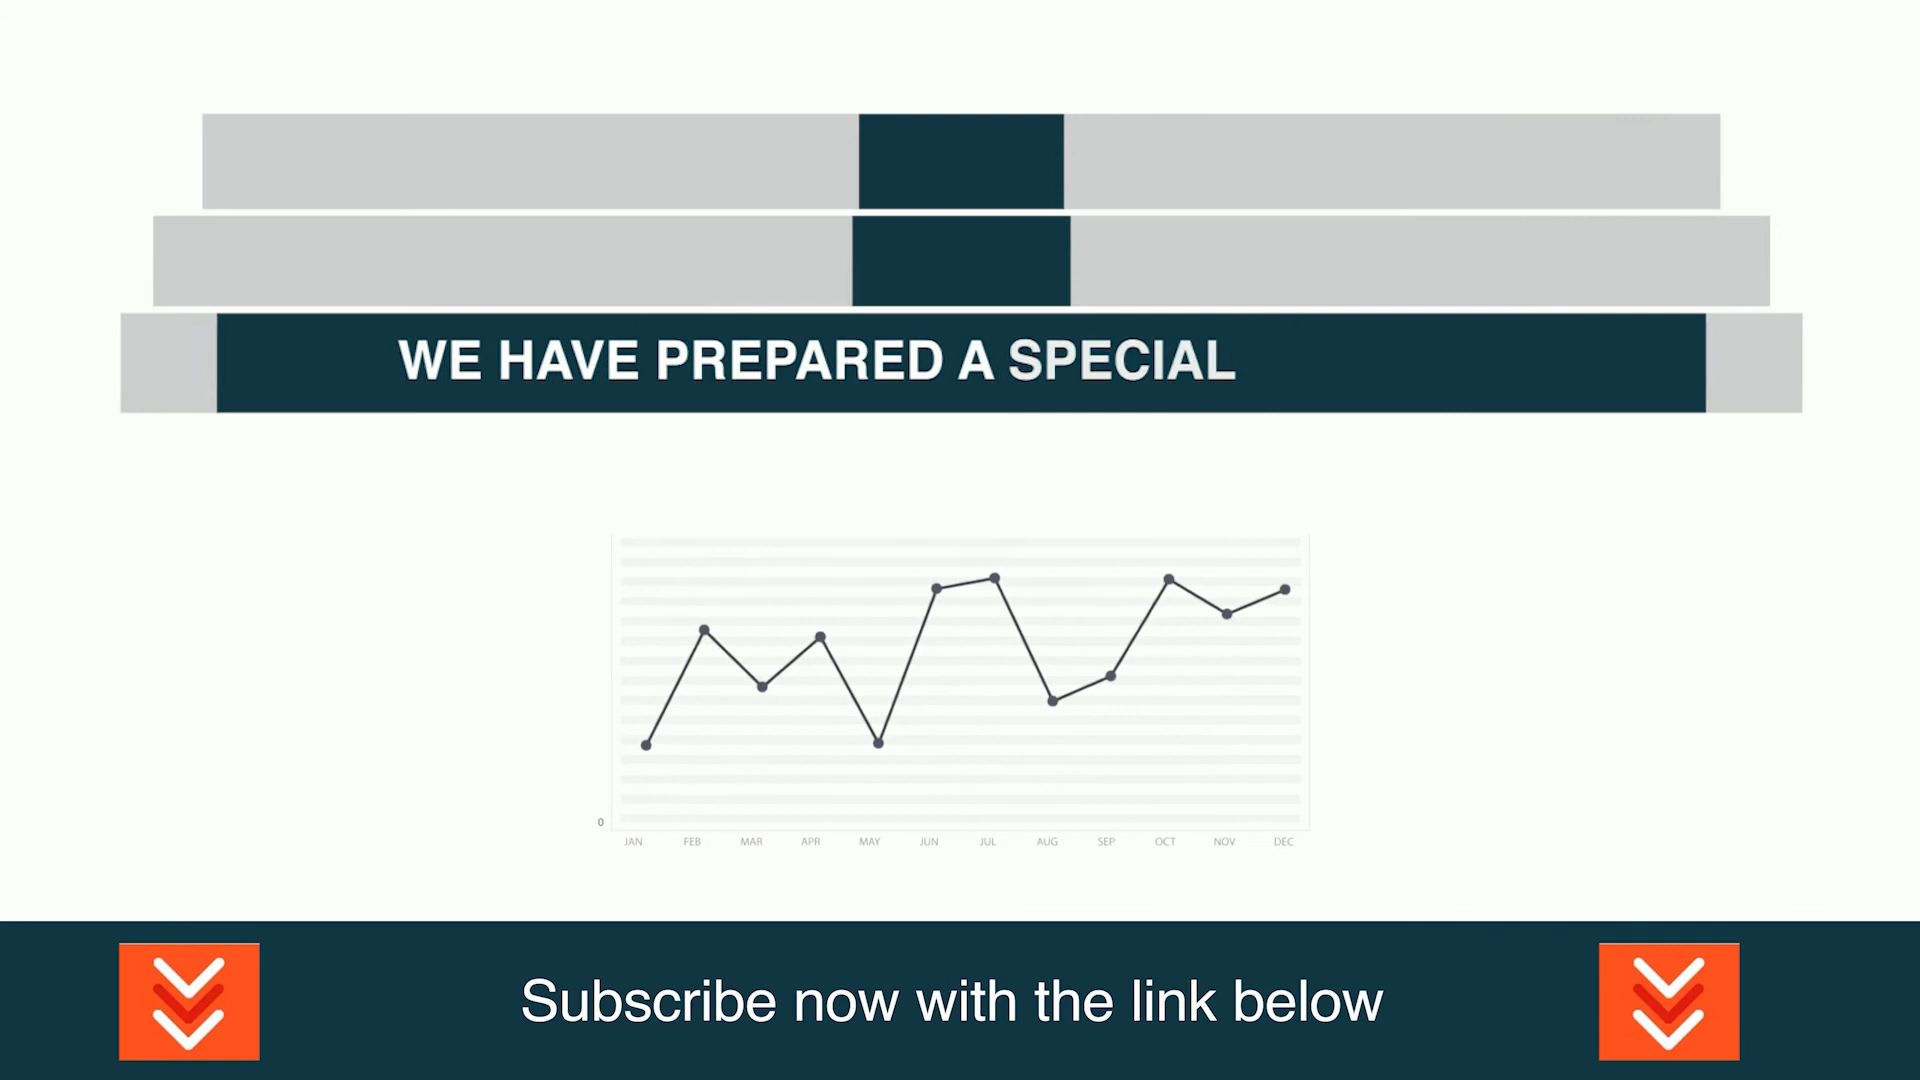 WE HAVE PREPARED A SPECIAL
0
JAN FEB MAR APR MAY JUN JUL AUG SEP OCT NOV DEC
Subscribe now with the link below